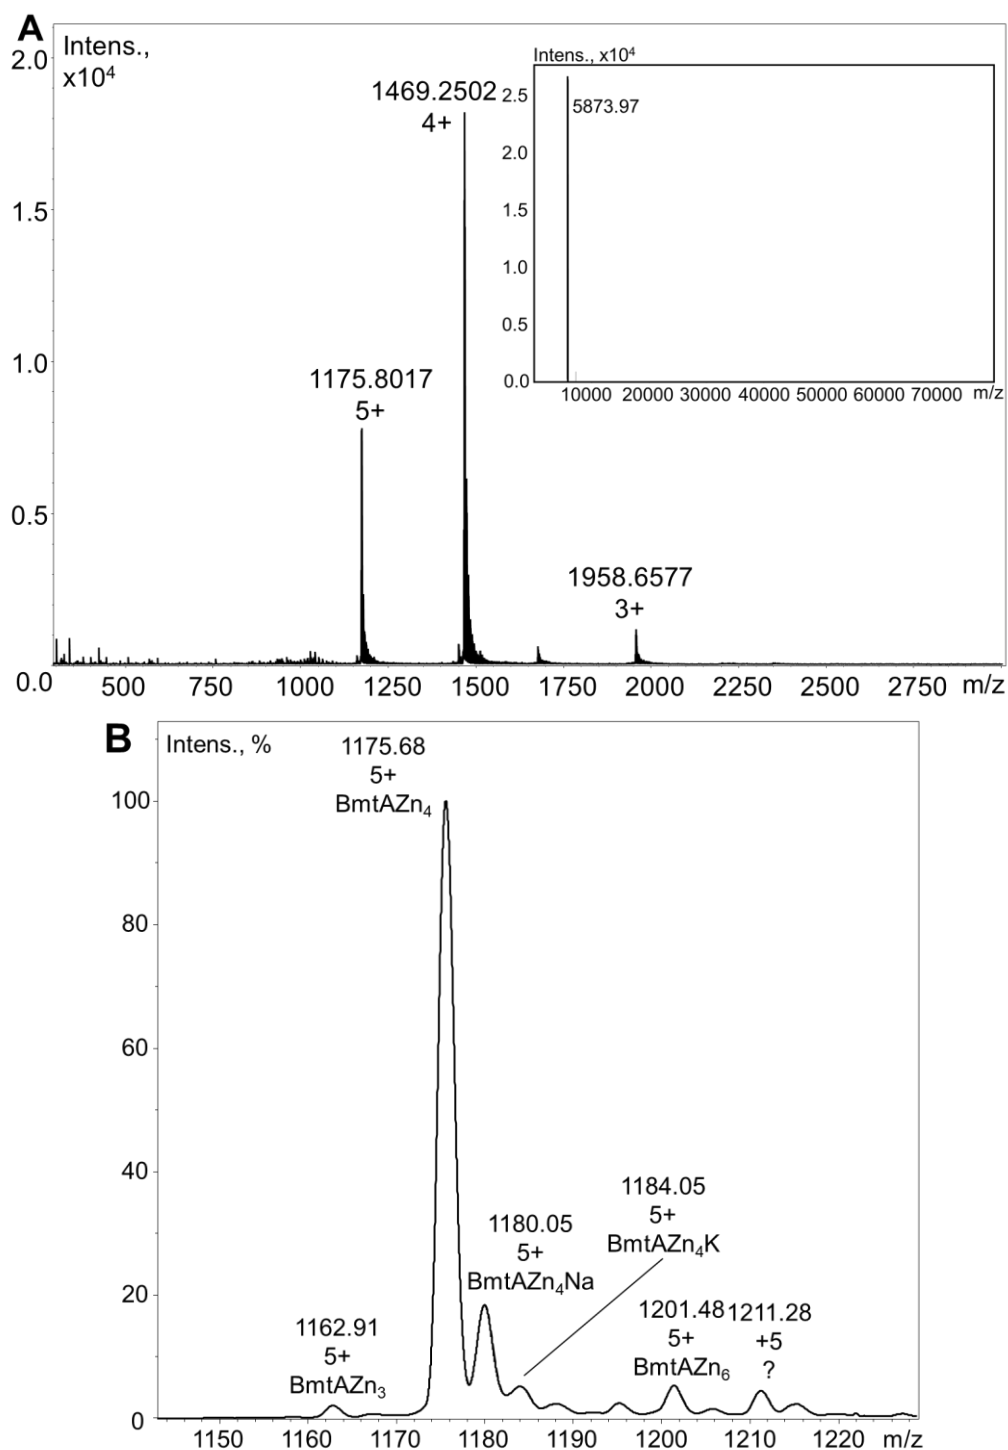 A
Intens.,
x10⁴
2.0
1.5
1.0
0.5
0.0
500 750 1000 1250 1500 1750 2000 2250 2500 2750 m/z
1469.2502
4+
1175.8017
5+
1958.6577
3+
Intens., x10⁴
5873.97
2.5
2.0
1.5
1.0
0.5
0.0
10000 20000 30000 40000 50000 60000 70000 m/z
B
Intens., %
100
80
60
40
20
0
1175.68
5+
BmtAZn₄
1184.05
5+
BmtAZn₄K
1180.05
5+
BmtAZn₄Na
1162.91
5+
BmtAZn₃
1201.48
5+
BmtAZn₆
1211.28
+5
?
1150 1160 1170 1180 1190 1200 1210 1220 m/z